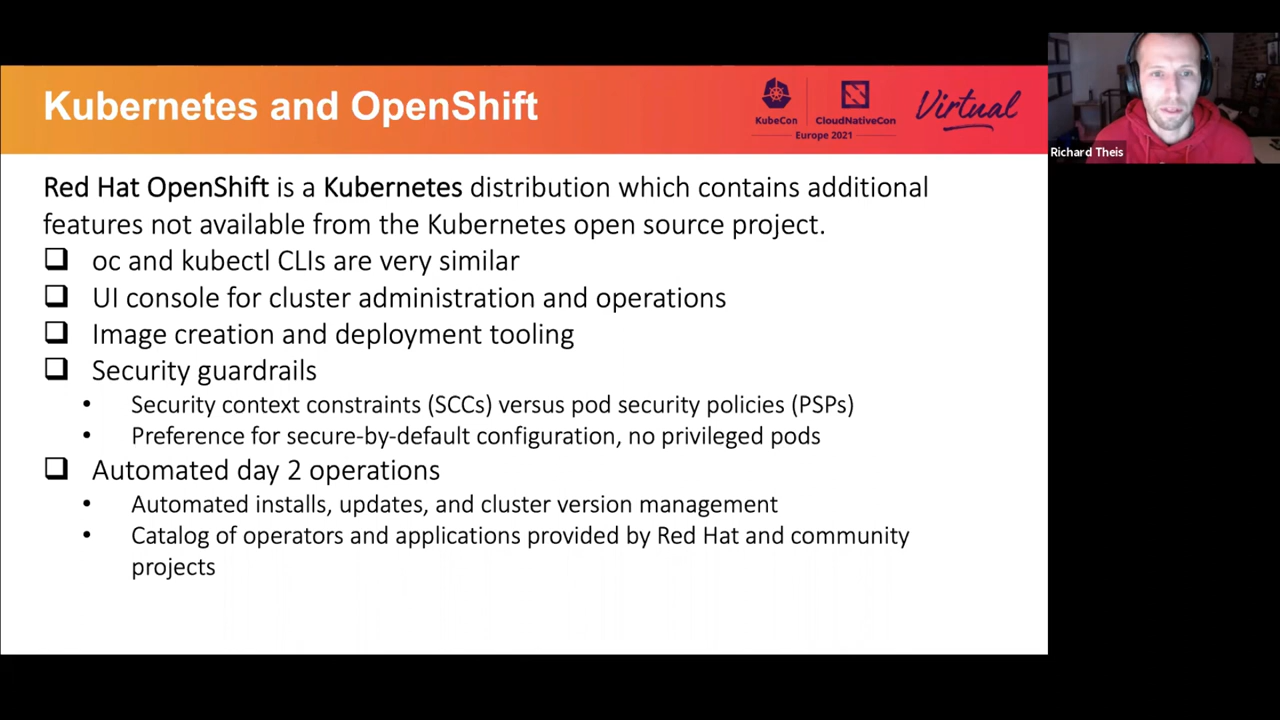 Kubernetes and OpenShift
KubeCon
CloudNativeCon
Europe 2021
Virtual
Richard Theis
Red Hat OpenShift is a Kubernetes distribution which contains additional
features not available from the Kubernetes open source project.
❑ oc and kubectl CLIs are very similar
❑ UI console for cluster administration and operations
❑ Image creation and deployment tooling
❑ Security guardrails
• Security context constraints (SCCs) versus pod security policies (PSPs)
• Preference for secure-by-default configuration, no privileged pods
❑ Automated day 2 operations
• Automated installs, updates, and cluster version management
• Catalog of operators and applications provided by Red Hat and community
projects